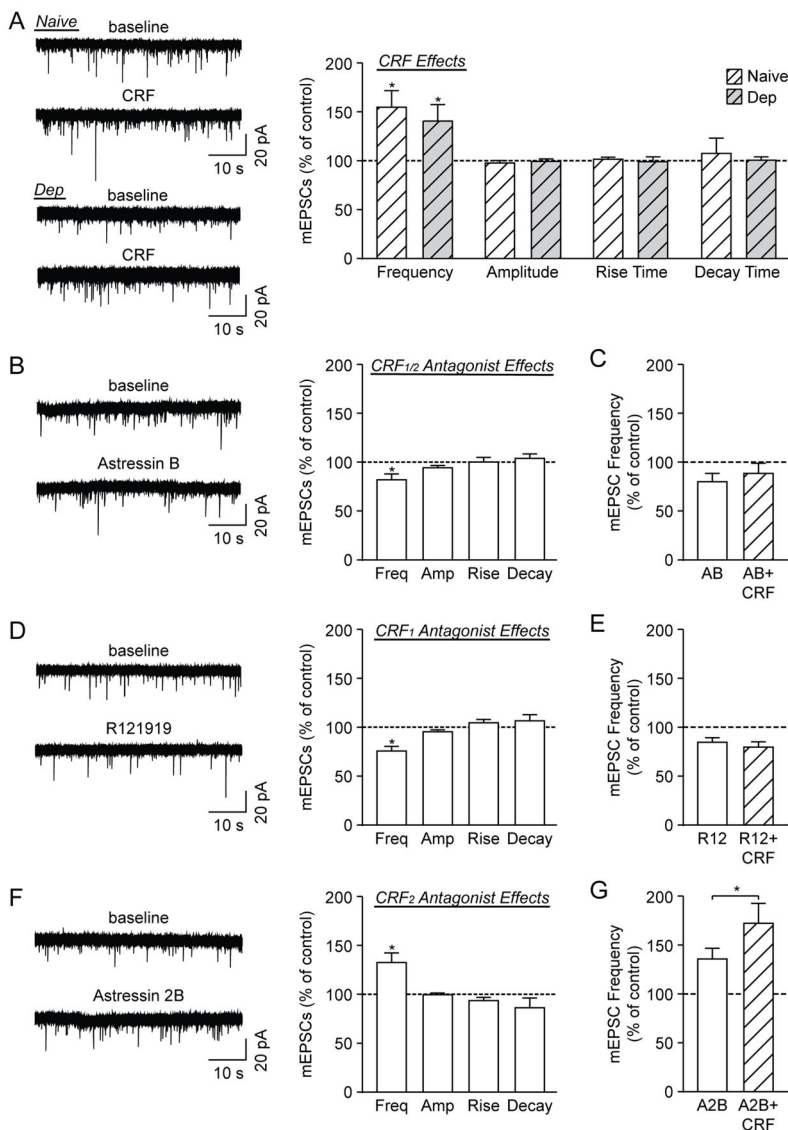 A
Naive
baseline
CRF
10 s
20 pA
Dep
baseline
CRF
10 s
20 pA
CRF Effects
Naive
Dep
mEPSCs (% of control)
200
150
100
50
0
Frequency Amplitude Rise Time Decay Time
B
baseline
Astressin B
10 s
20 pA
CRF1/2 Antagonist Effects
mEPSCs (% of control)
200
150
100
50
0
*
Freq Amp Rise Decay
C
mEPSC Frequency
(% of control)
200
150
100
50
0
AB AB+
CRF
D
baseline
R121919
10 s
20 pA
CRF1 Antagonist Effects
mEPSCs (% of control)
200
150
100
50
0
*
Freq Amp Rise Decay
E
mEPSC Frequency
(% of control)
200
150
100
50
0
R12 R12+
CRF
F
baseline
Astressin 2B
10 s
20 pA
CRF2 Antagonist Effects
mEPSCs (% of control)
200
150
100
50
0
*
Freq Amp Rise Decay
G
mEPSC Frequency
(% of control)
200
150
100
50
0
*
A2B A2B+
CRF